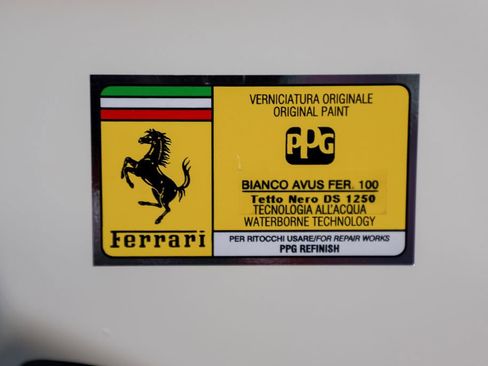 VERNICIATURA ORIGINALE
ORIGINAL PAINT
PPG
BIANCO AVUS FER. 100
Tetto Nero DS 1250
TECNOLOGIA ALL'ACQUA
WATERBORNE TECHNOLOGY
Ferrari
PER RITOCCHI USARE/FOR REPAIR WORKS
PPG REFINISH